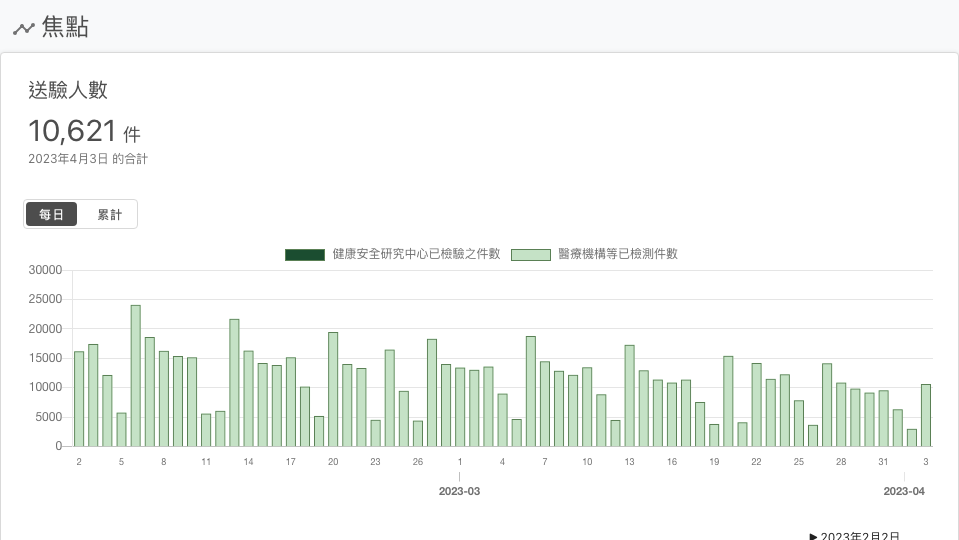 焦點
送驗人數
10,621 件
2023年4月3日 的合計
每日 累計
健康安全研究中心已檢驗之件數 醫療機構等已檢測件數
30000
25000
20000
15000
10000
5000
0
2 5 8 11 14 17 20 23 26 1 4 7 10 13 16 19 22 25 28 31 3
2023-03 2023-04
▶ 2023年2月2日